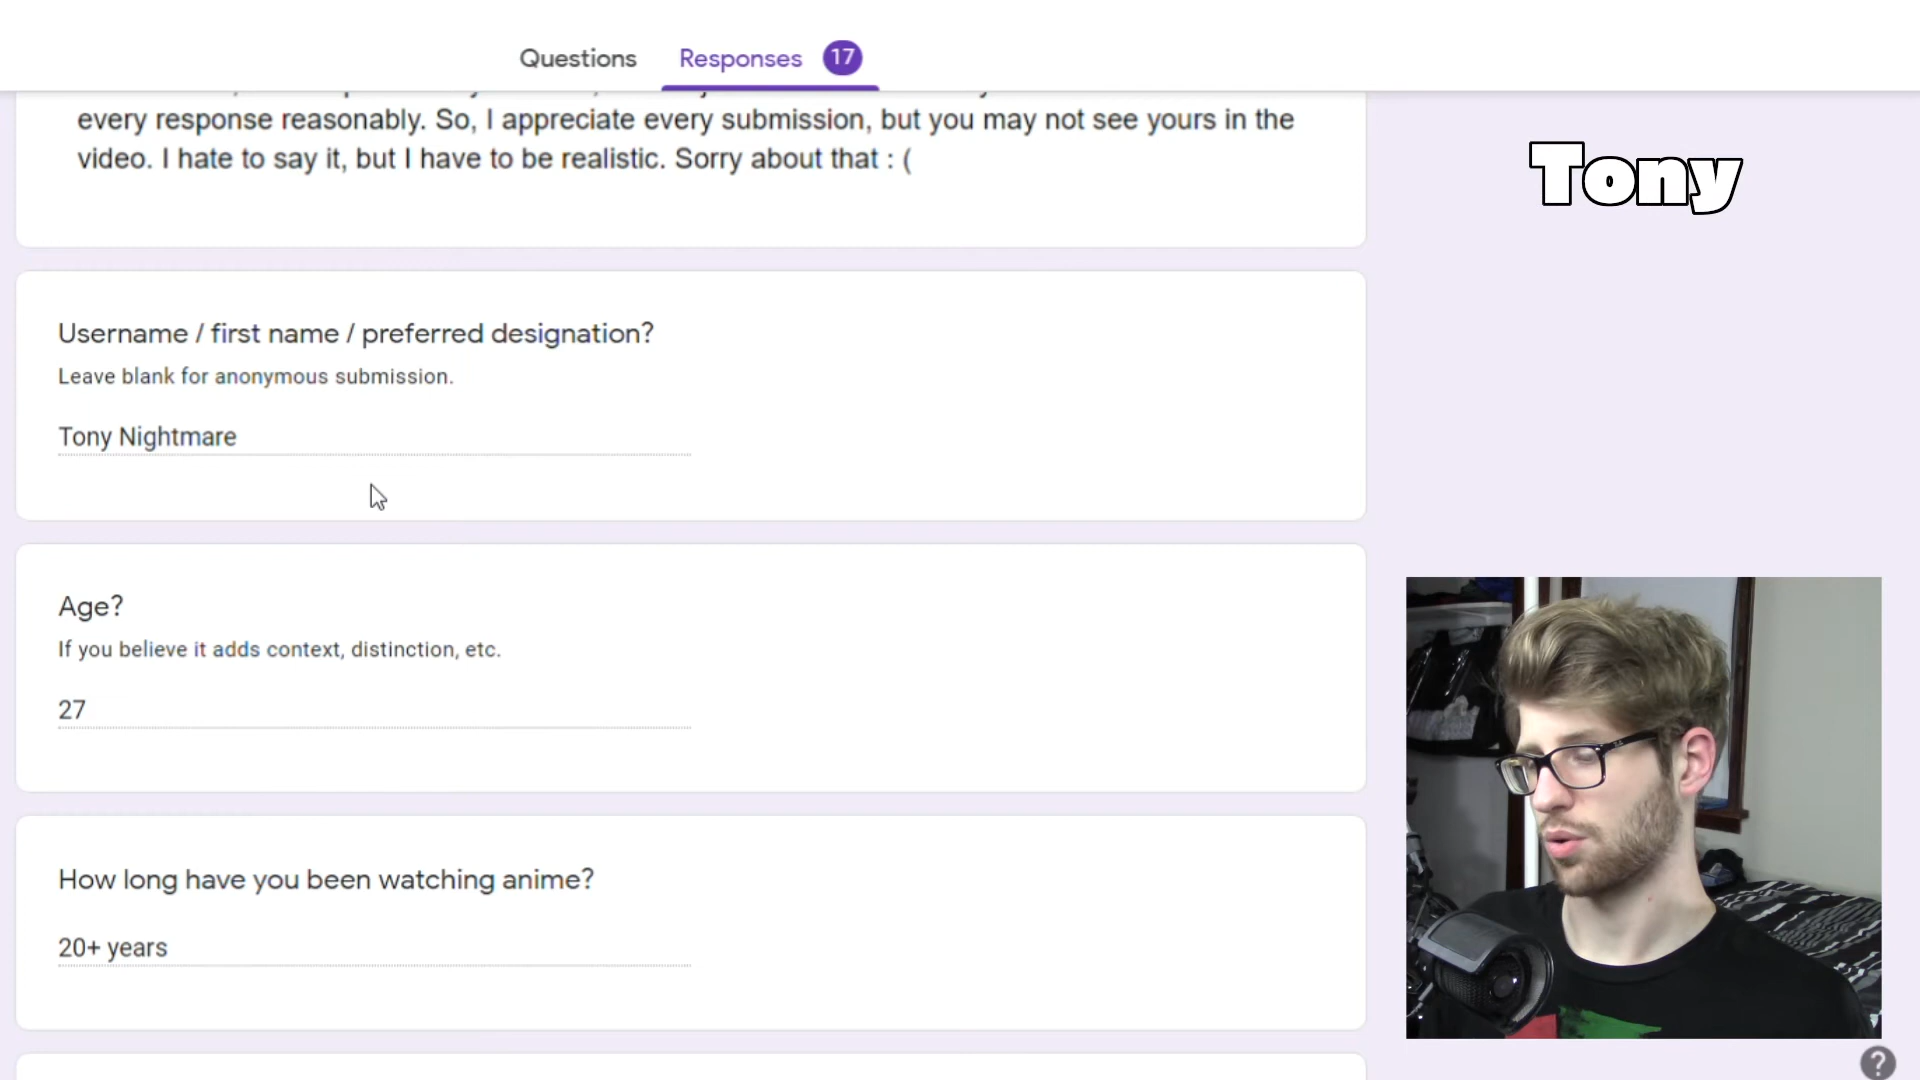 Questions
Responses 17
every response reasonably. So, I appreciate every submission, but you may not see yours in the
video. I hate to say it, but I have to be realistic. Sorry about that : (
Tony
Username / first name / preferred designation?
Leave blank for anonymous submission.
Tony Nightmare
Age?
If you believe it adds context, distinction, etc.
27
How long have you been watching anime?
20+ years
?